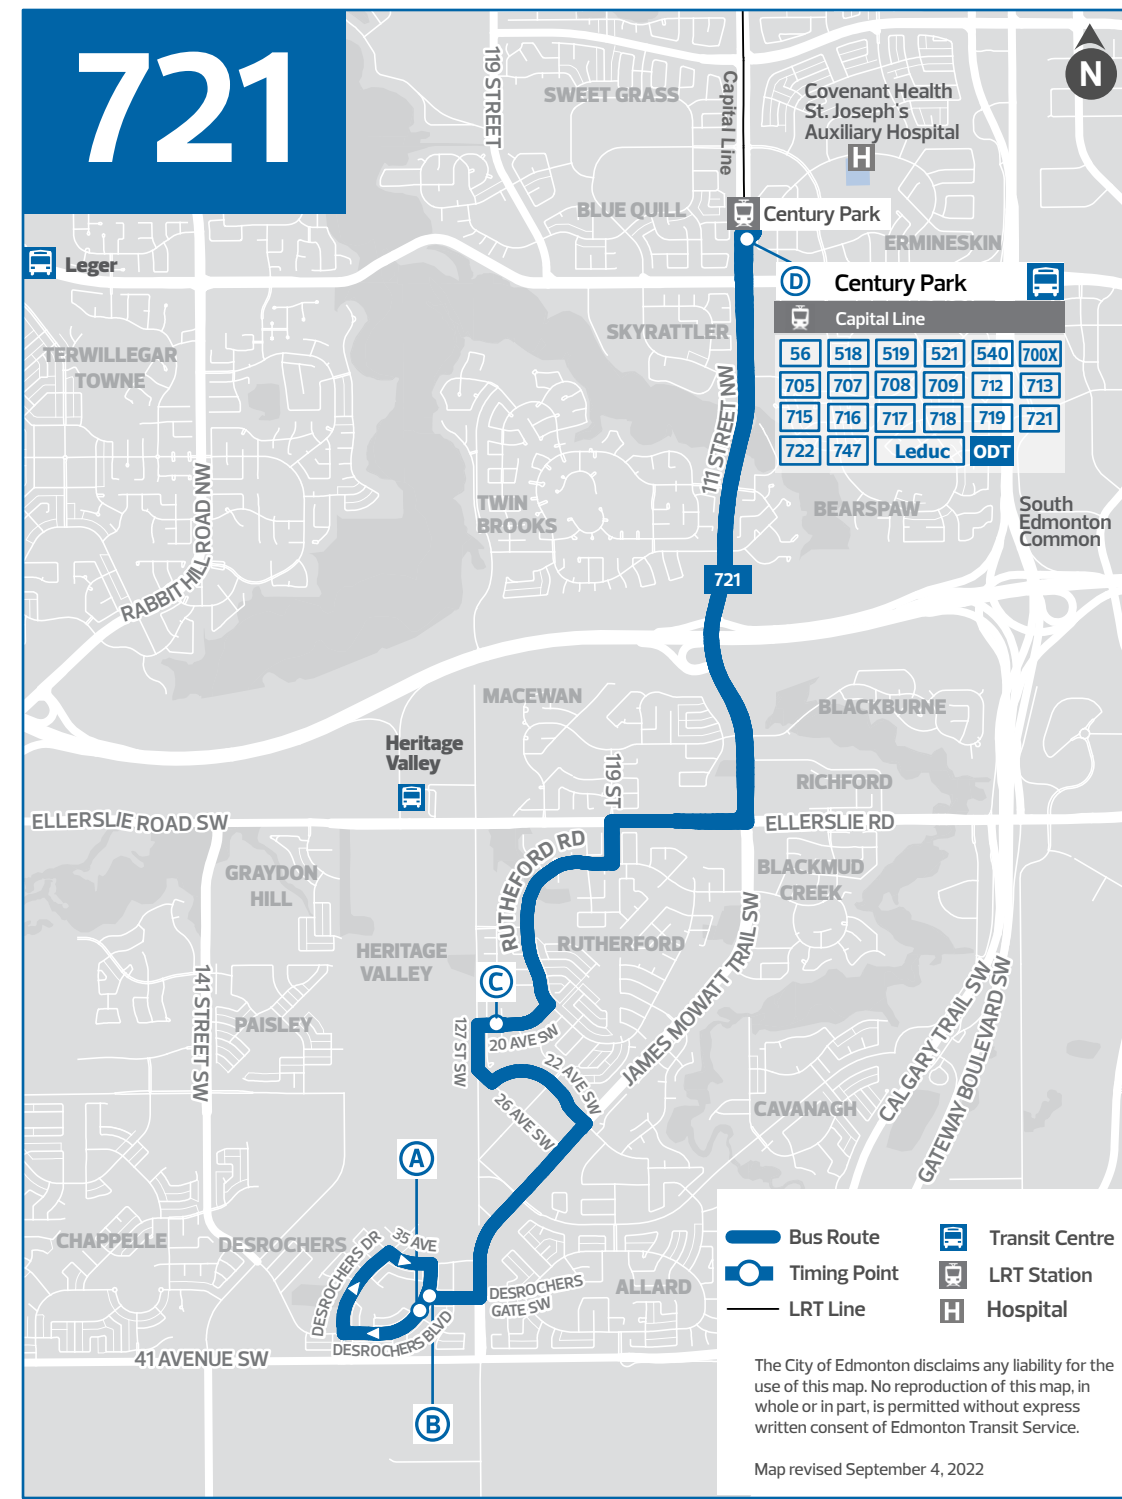 721
N
119 STREET
SWEET GRASS
Capital Line
Covenant Health
St. Joseph's
Auxiliary Hospital
H
BLUE QUILL
Century Park
ERMINESKIN
Leger
D Century Park
Capital Line
SKYRATTLER
TERWILLEGAR
TOWNE
56 518 519 521 540 700X
705 707 708 709 712 713
715 716 717 718 719 721
722 747 Leduc ODT
111 STREET NW
RABBIT HILL ROAD NW
TWIN
BROOKS
BEARSPAW
South
Edmonton
Common
721
MACEWAN
BLACKBURNE
Heritage
Valley
119 ST
RICHFORD
ELLERSLIE ROAD SW
ELLERSLIE RD
RUTHEFORD RD
GRAYDON
HILL
BLACKMUD
CREEK
HERITAGE
VALLEY
RUTHERFORD
JAMES MOWATT TRAIL SW
C
141 STREET SW
PAISLEY
127 ST SW
20 AVE SW
22 AVE SW
26 AVE SW
CALGARY TRAIL SW
GATEWAY BOULEVARD SW
CAVANAGH
A
CHAPPELLE
DESROCHERS
DESROCHERS DR
35 AVE
DESROCHERS
GATE SW
ALLARD
DESROCHERS BLVD
41 AVENUE SW
B
Bus Route
Transit Centre
Timing Point
LRT Station
LRT Line
H Hospital
The City of Edmonton disclaims any liability for the
use of this map. No reproduction of this map, in
whole or in part, is permitted without express
written consent of Edmonton Transit Service.
Map revised September 4, 2022